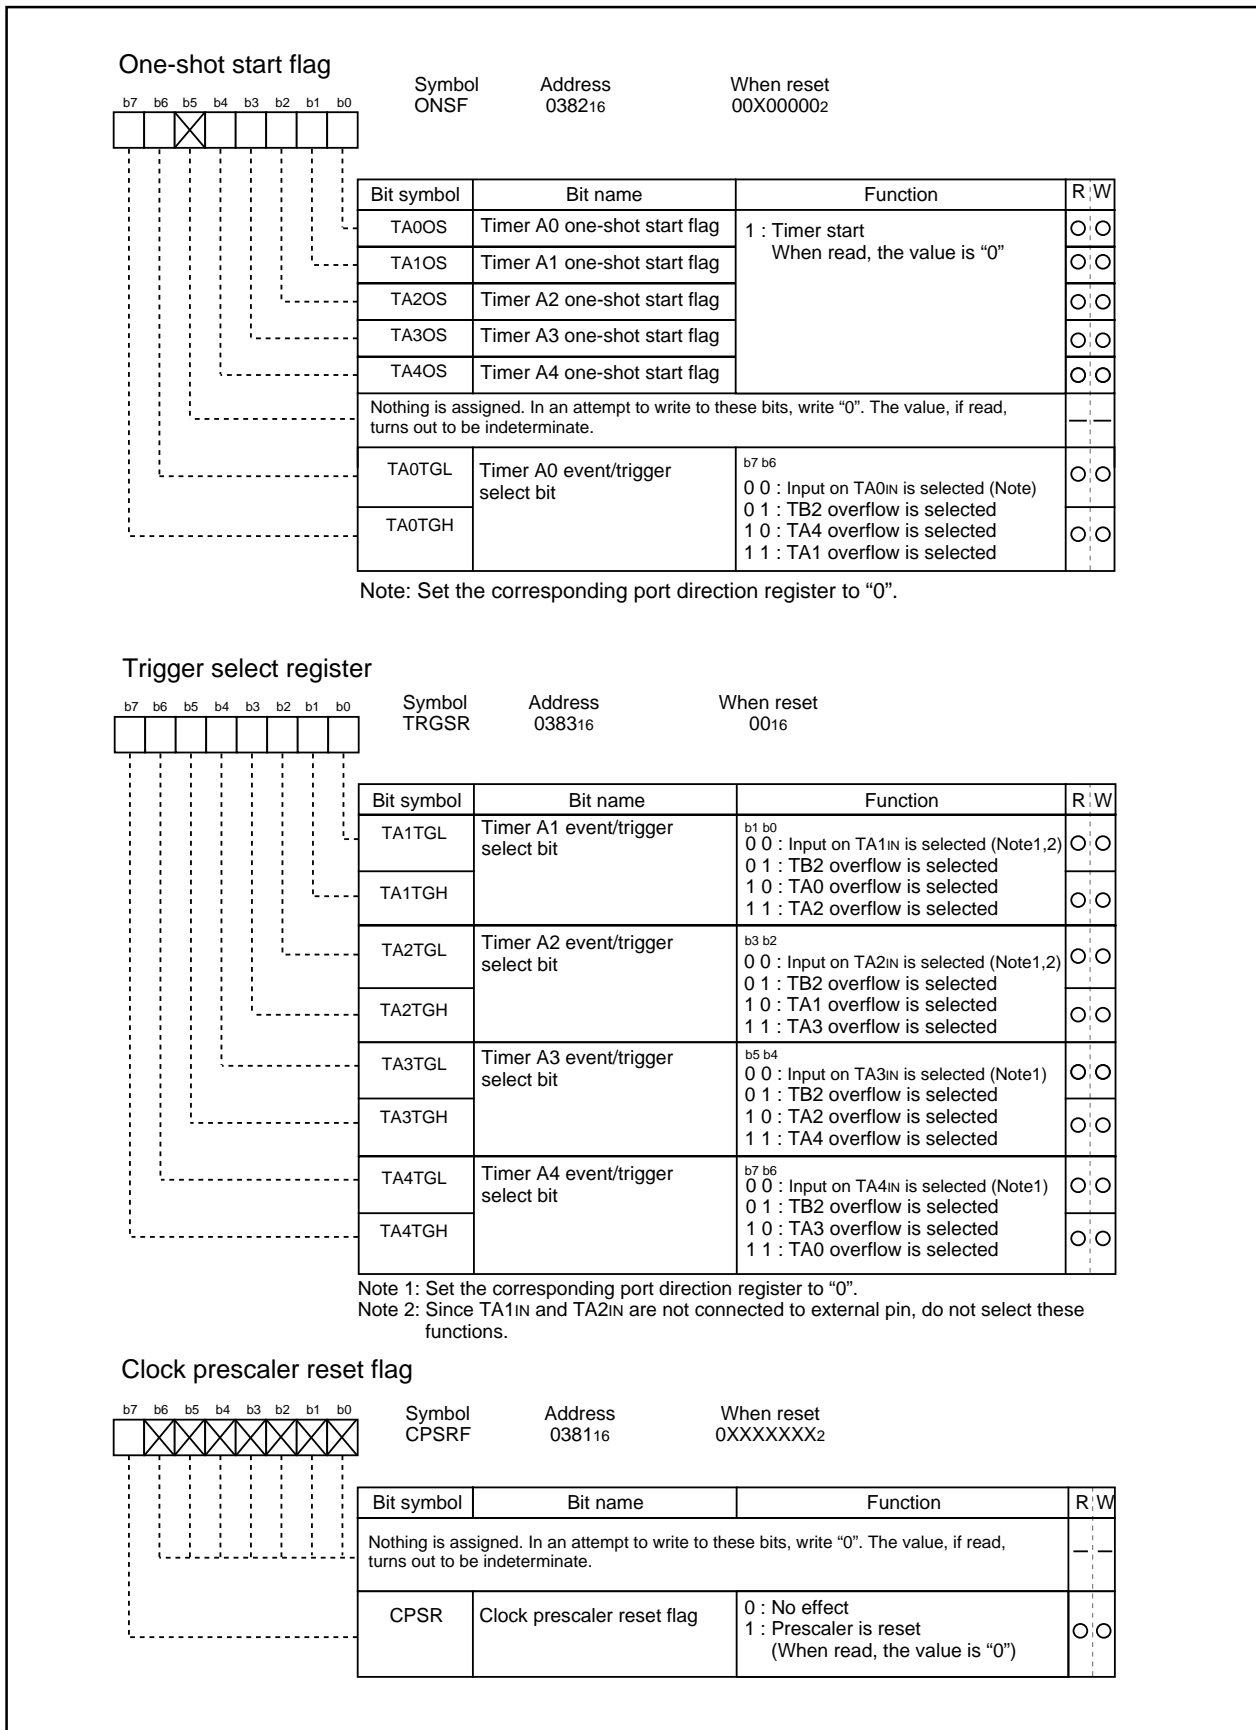 One-shot start flag
Symbol Address When reset
ONSF 038216 00X000002
b7 b6 b5 b4 b3 b2 b1 b0
Bit symbol Bit name Function R W
TA0OS Timer A0 one-shot start flag 1 : Timer start
When read, the value is “0”
TA1OS Timer A1 one-shot start flag
TA2OS Timer A2 one-shot start flag
TA3OS Timer A3 one-shot start flag
TA4OS Timer A4 one-shot start flag
Nothing is assigned. In an attempt to write to these bits, write “0”. The value, if read,
turns out to be indeterminate.
TA0TGL Timer A0 event/trigger
select bit
b7 b6
0 0 : Input on TA0IN is selected (Note)
0 1 : TB2 overflow is selected
TA0TGH 1 0 : TA4 overflow is selected
1 1 : TA1 overflow is selected
Note: Set the corresponding port direction register to “0”.
Trigger select register
Symbol Address When reset
TRGSR 038316 0016
b7 b6 b5 b4 b3 b2 b1 b0
Bit symbol Bit name Function R W
TA1TGL Timer A1 event/trigger
select bit
b1 b0
0 0 : Input on TA1IN is selected (Note1,2)
0 1 : TB2 overflow is selected
TA1TGH 1 0 : TA0 overflow is selected
1 1 : TA2 overflow is selected
TA2TGL Timer A2 event/trigger
select bit
b3 b2
0 0 : Input on TA2IN is selected (Note1,2)
0 1 : TB2 overflow is selected
TA2TGH 1 0 : TA1 overflow is selected
1 1 : TA3 overflow is selected
TA3TGL Timer A3 event/trigger
select bit
b5 b4
0 0 : Input on TA3IN is selected (Note1)
0 1 : TB2 overflow is selected
TA3TGH 1 0 : TA2 overflow is selected
1 1 : TA4 overflow is selected
TA4TGL Timer A4 event/trigger
select bit
b7 b6
0 0 : Input on TA4IN is selected (Note1)
0 1 : TB2 overflow is selected
TA4TGH 1 0 : TA3 overflow is selected
1 1 : TA0 overflow is selected
Note 1: Set the corresponding port direction register to “0”.
Note 2: Since TA1IN and TA2IN are not connected to external pin, do not select these
functions.
Clock prescaler reset flag
Symbol Address When reset
CPSRF 038116 0XXXXXXX2
b7 b6 b5 b4 b3 b2 b1 b0
Bit symbol Bit name Function R W
Nothing is assigned. In an attempt to write to these bits, write “0”. The value, if read,
turns out to be indeterminate.
CPSR Clock prescaler reset flag 0 : No effect
1 : Prescaler is reset
(When read, the value is “0”)